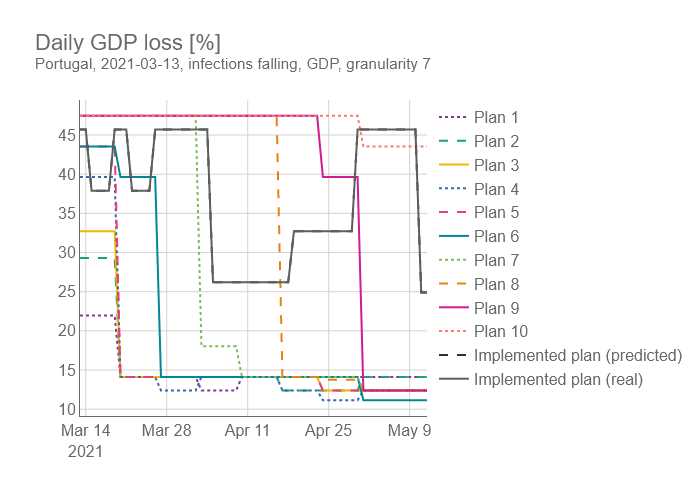 Daily GDP loss [%]
Portugal, 2021-03-13, infections falling, GDP, granularity 7
45
40
35
30
25
20
15
10
Mar 14
2021
Mar 28
Apr 11
Apr 25
May 9
Plan 1
Plan 2
Plan 3
Plan 4
Plan 5
Plan 6
Plan 7
Plan 8
Plan 9
Plan 10
Implemented plan (predicted)
Implemented plan (real)